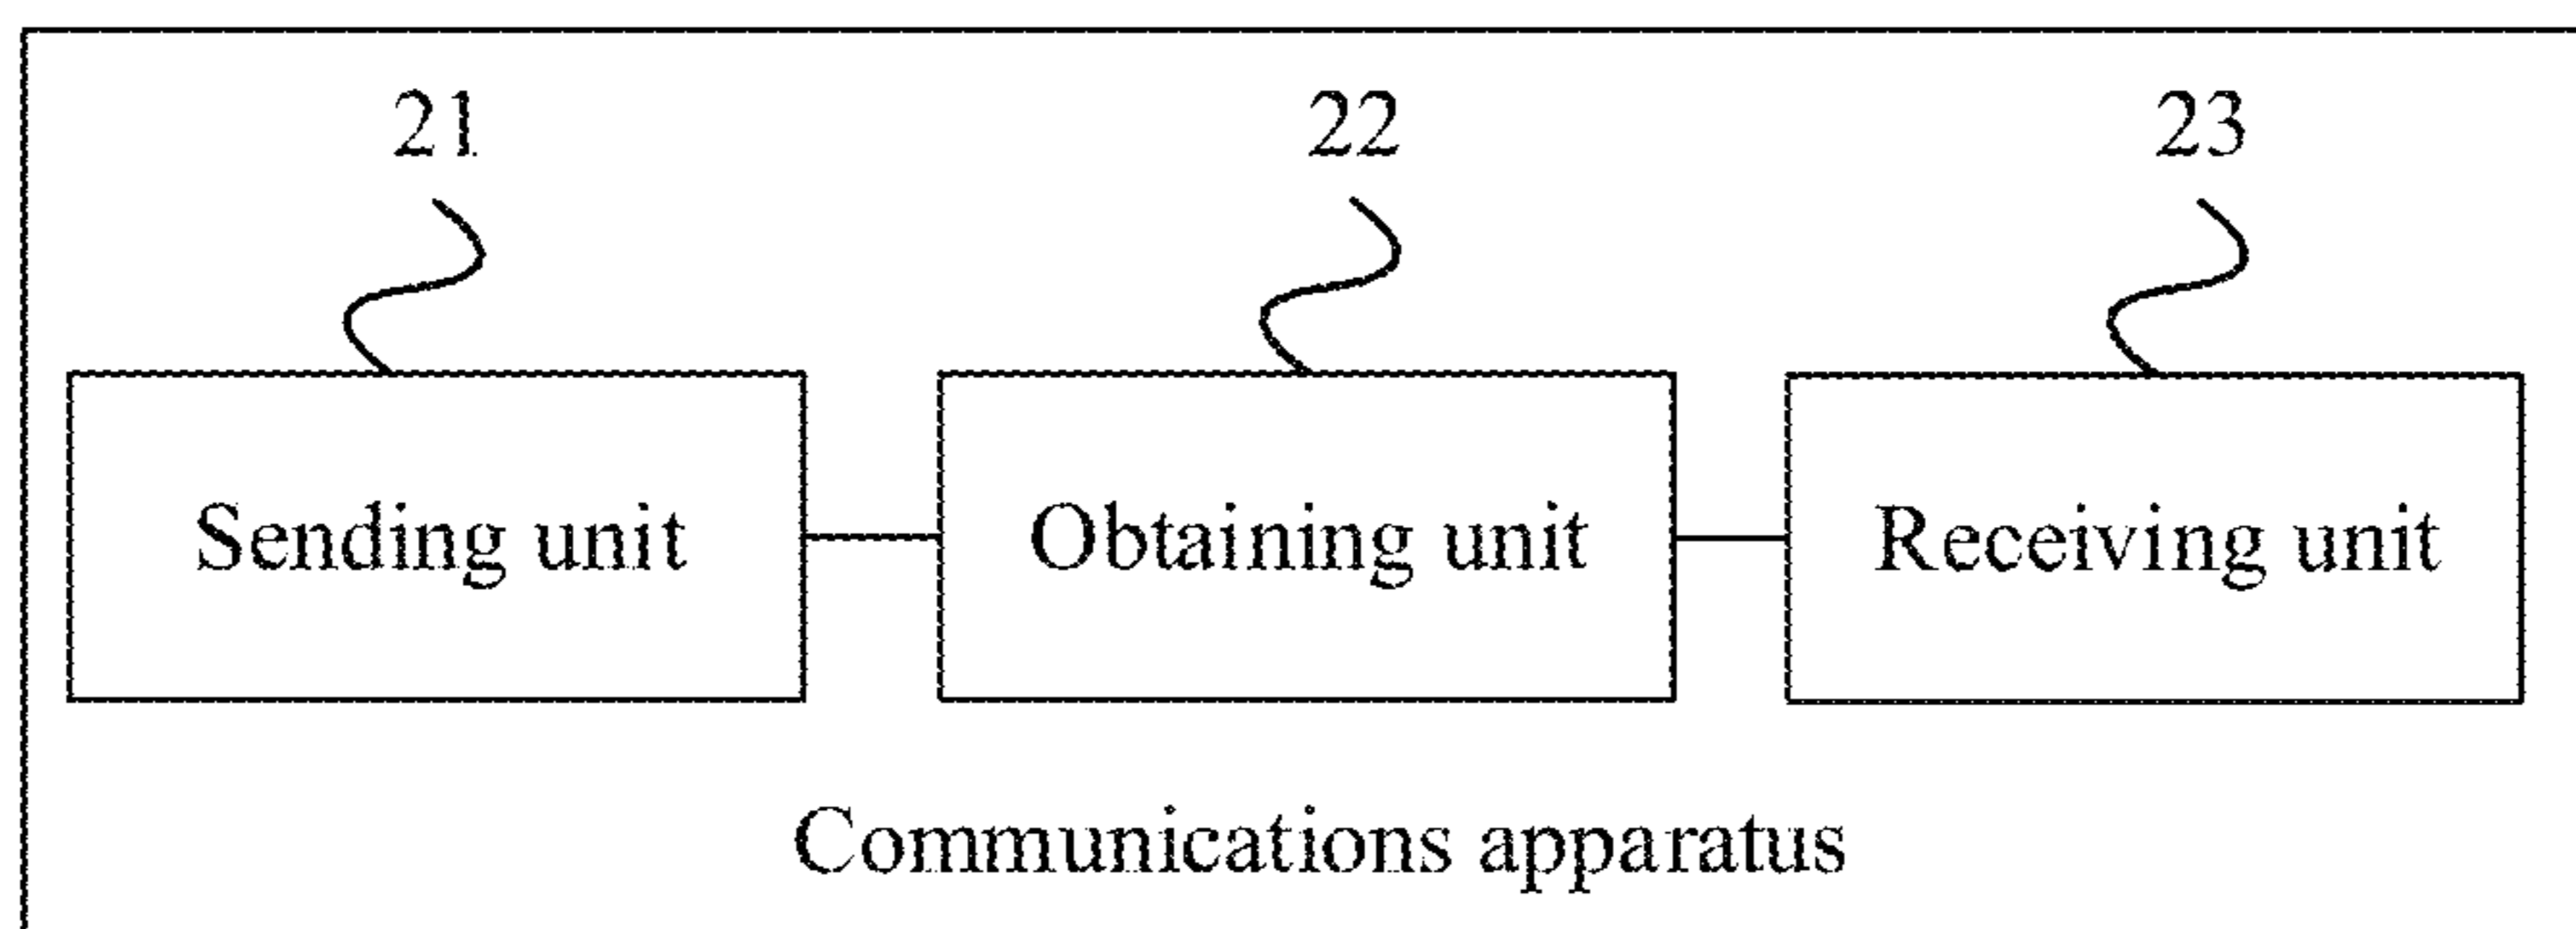 21 22 23
Sending unit Obtaining unit Receiving unit
Communications apparatus